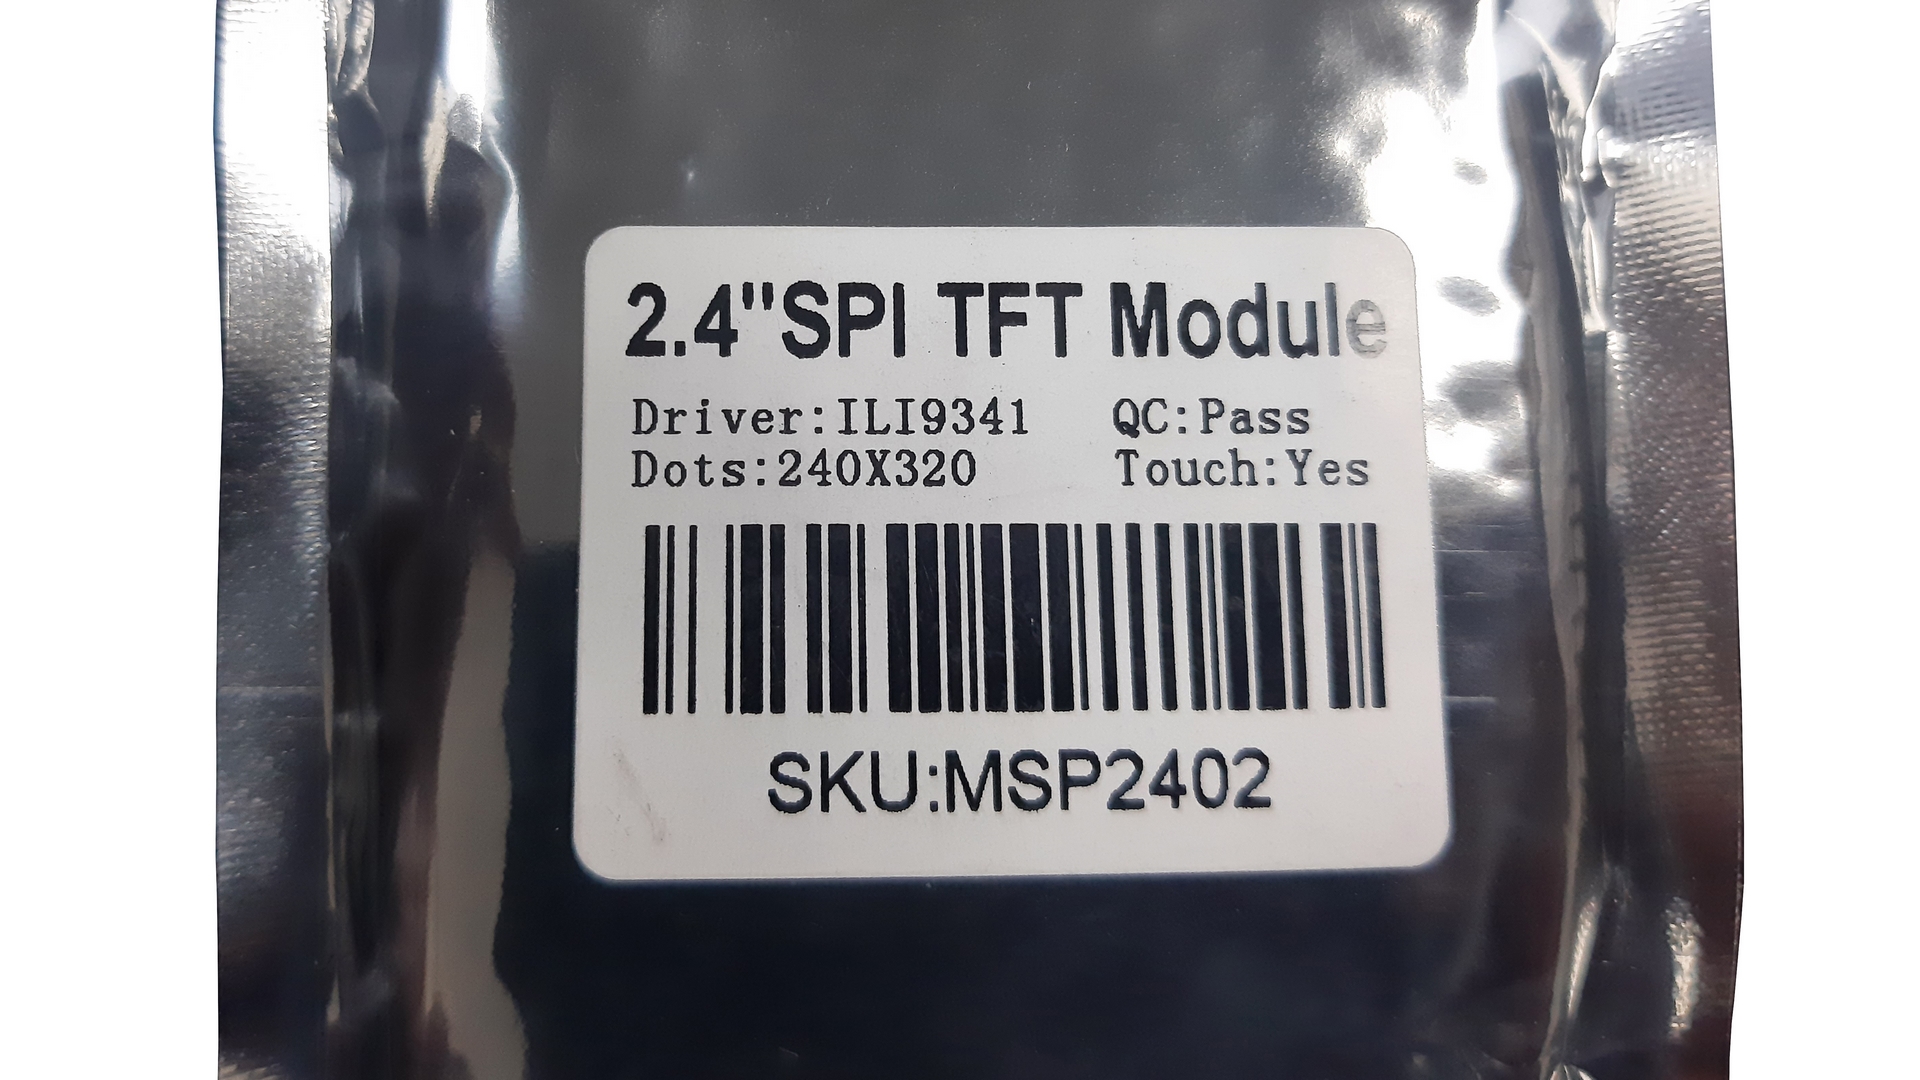 2.4"SPI TFT Module
Driver:ILI9341 QC:Pass
Dots:240X320 Touch:Yes
SKU:MSP2402